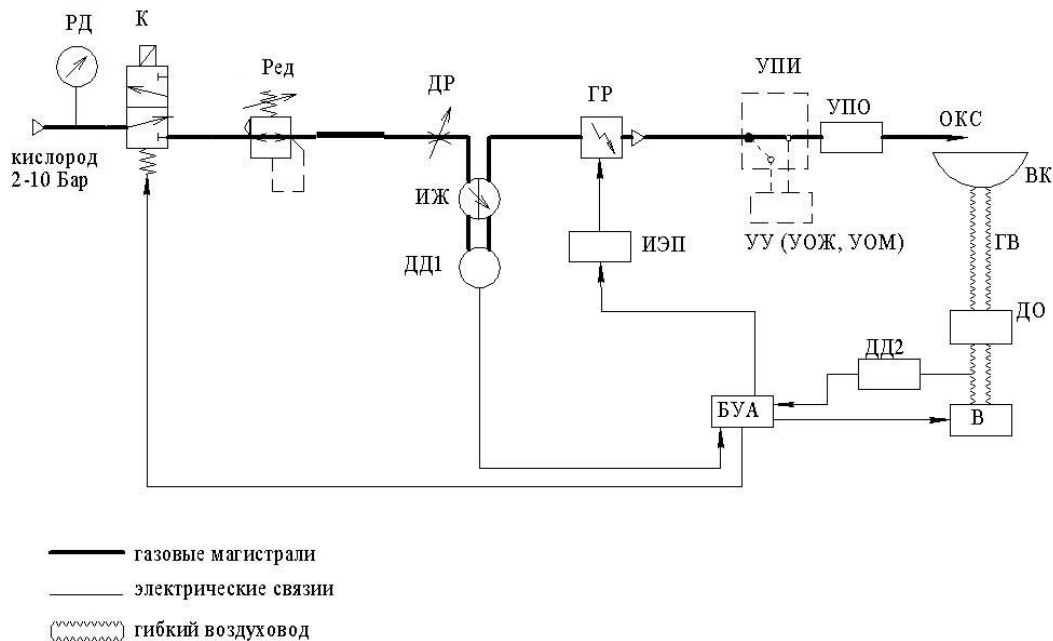 РД
К
Ред
ДР
ГР
УПИ
УПО
ОКС
кислород
2-10 Бар
ВК
ИЖ
ИЭП
УУ (УОЖ, УОМ)
ГВ
ДД1
ДО
ДД2
БУА
В
газовые магистрали
электрические связии
гибкий воздуховод